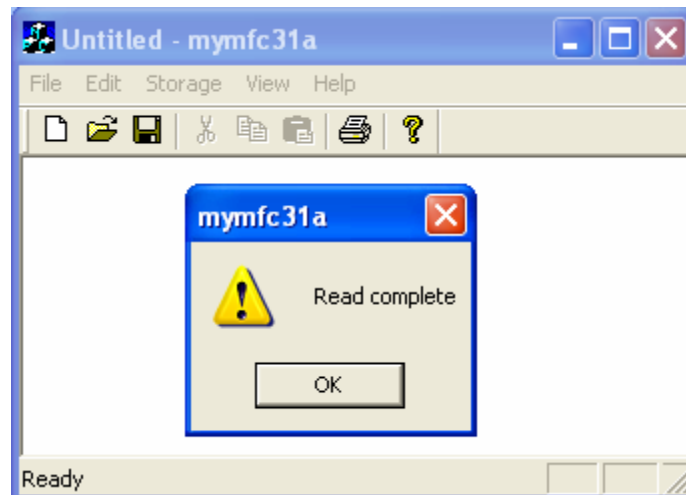 Untitled - mymfc31a
File Edit Storage View Help
mymfc31a
Read complete
OK
Ready